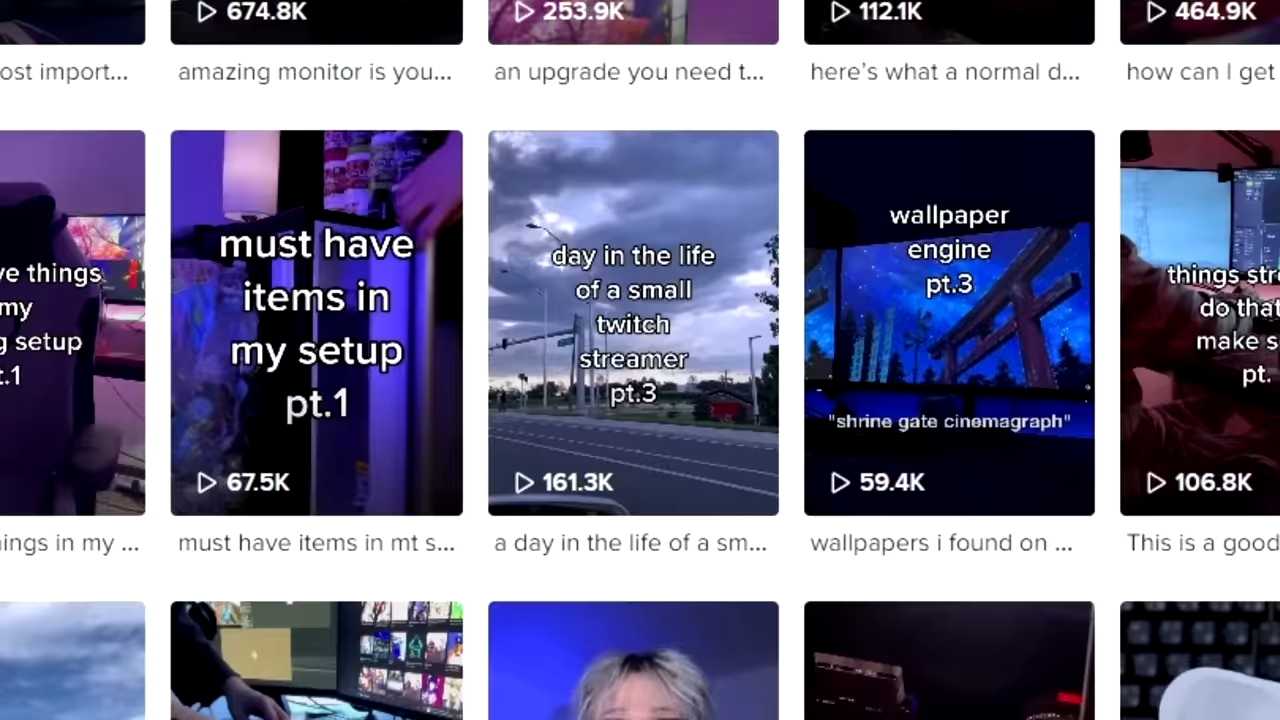 674.8K
253.9K
112.1K
464.9K
ost import...
amazing monitor is you...
an upgrade you need t...
here's what a normal d...
how can I get
ve things
my
g setup
t.1
must have
items in
my setup
pt.1
67.5K
day in the life
of a small
twitch
streamer
pt.3
161.3K
wallpaper
engine
pt.3
"shrine gate cinemagraph"
59.4K
things str
do that
make s
pt.
106.8K
ings in my ...
must have items in mt s...
a day in the life of a sm...
wallpapers i found on ...
This is a good